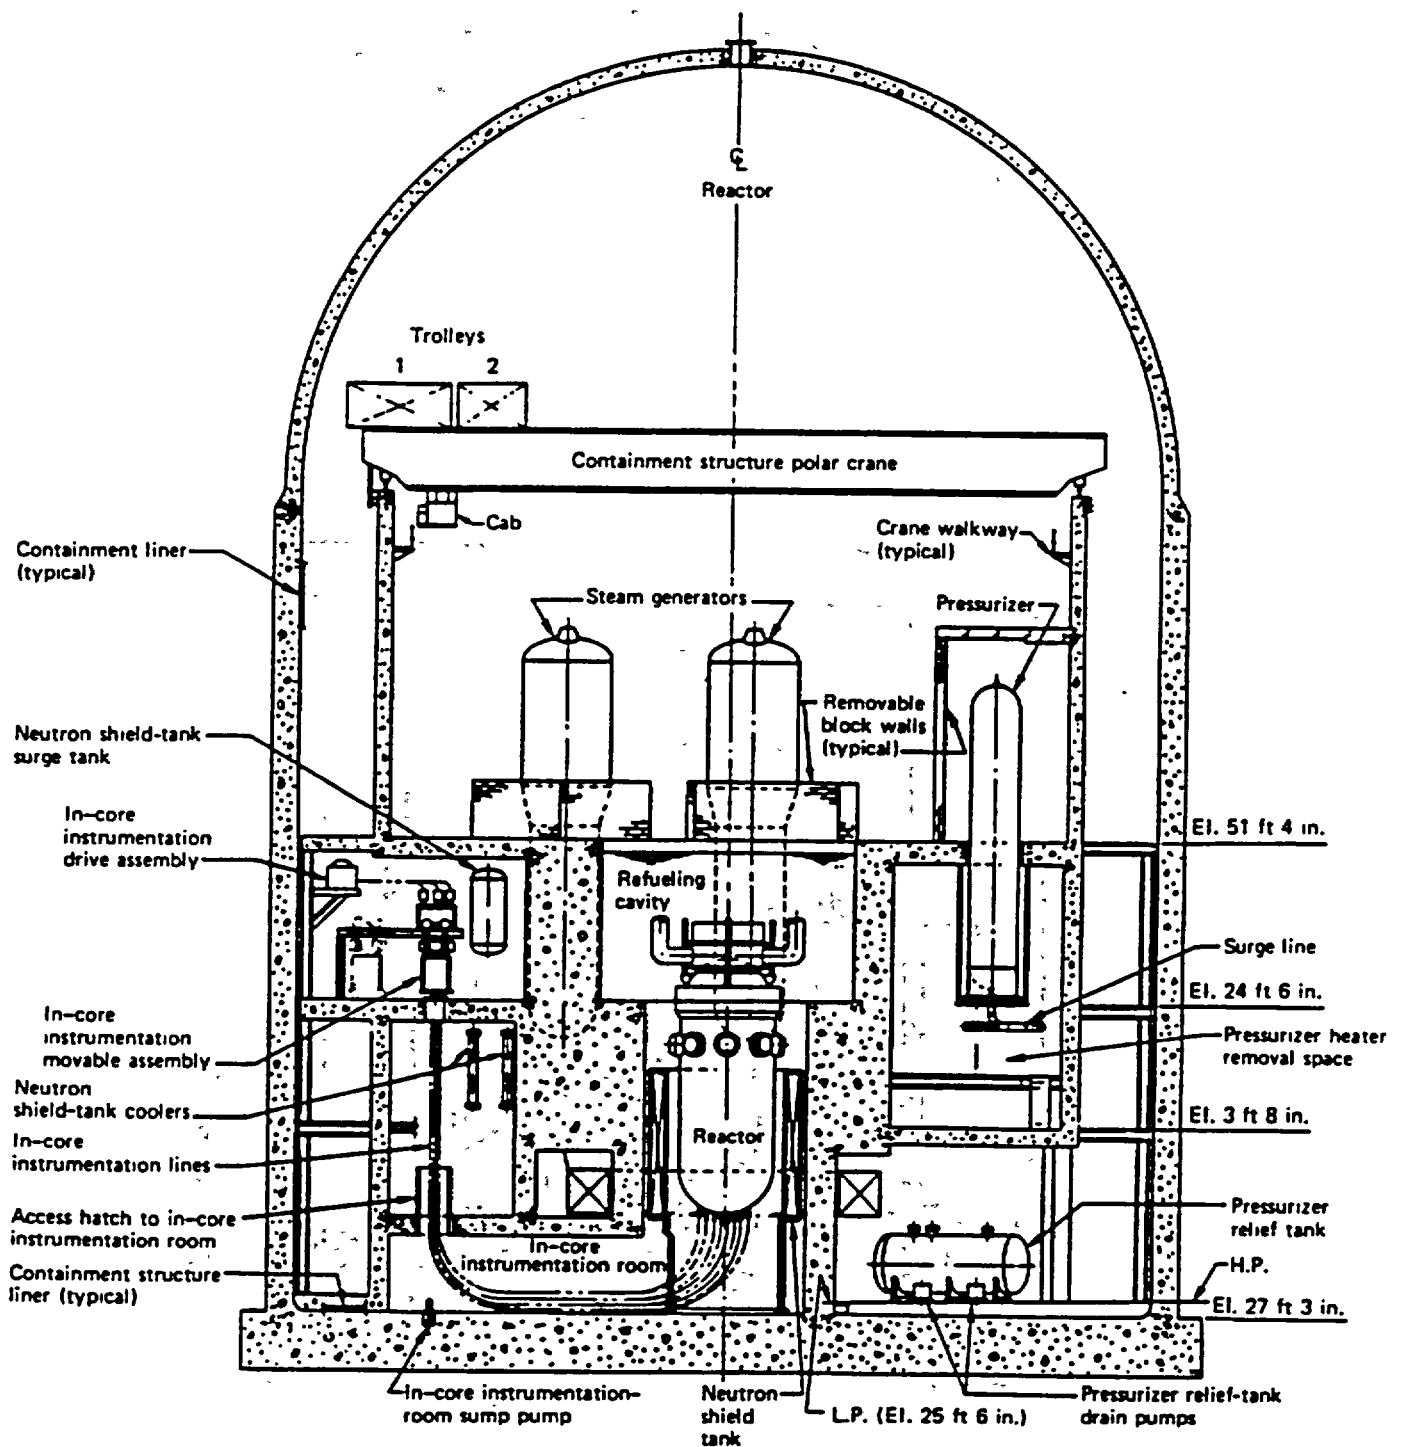 ℄
Reactor
Trolleys
1 2
Containment structure polar crane
Cab
Crane walkway
(typical)
Containment liner
(typical)
Steam generators
Pressurizer
Removable
block walls
(typical)
Neutron shield-tank
surge tank
In-core
instrumentation
drive assembly
El. 51 ft 4 in.
Refueling
cavity
Surge line
El. 24 ft 6 in.
In-core
instrumentation
movable assembly
Pressurizer heater
removal space
Neutron
shield-tank coolers
El. 3 ft 8 in.
In-core
instrumentation lines
Reactor
Access hatch to in-core
instrumentation room
Pressurizer
relief tank
In-core
instrumentation room
Containment structure
liner (typical)
H.P.
El. 27 ft 3 in.
In-core instrumentation-
room sump pump
Neutron
shield
tank
L.P. (El. 25 ft 6 in.)
Pressurizer relief-tank
drain pumps